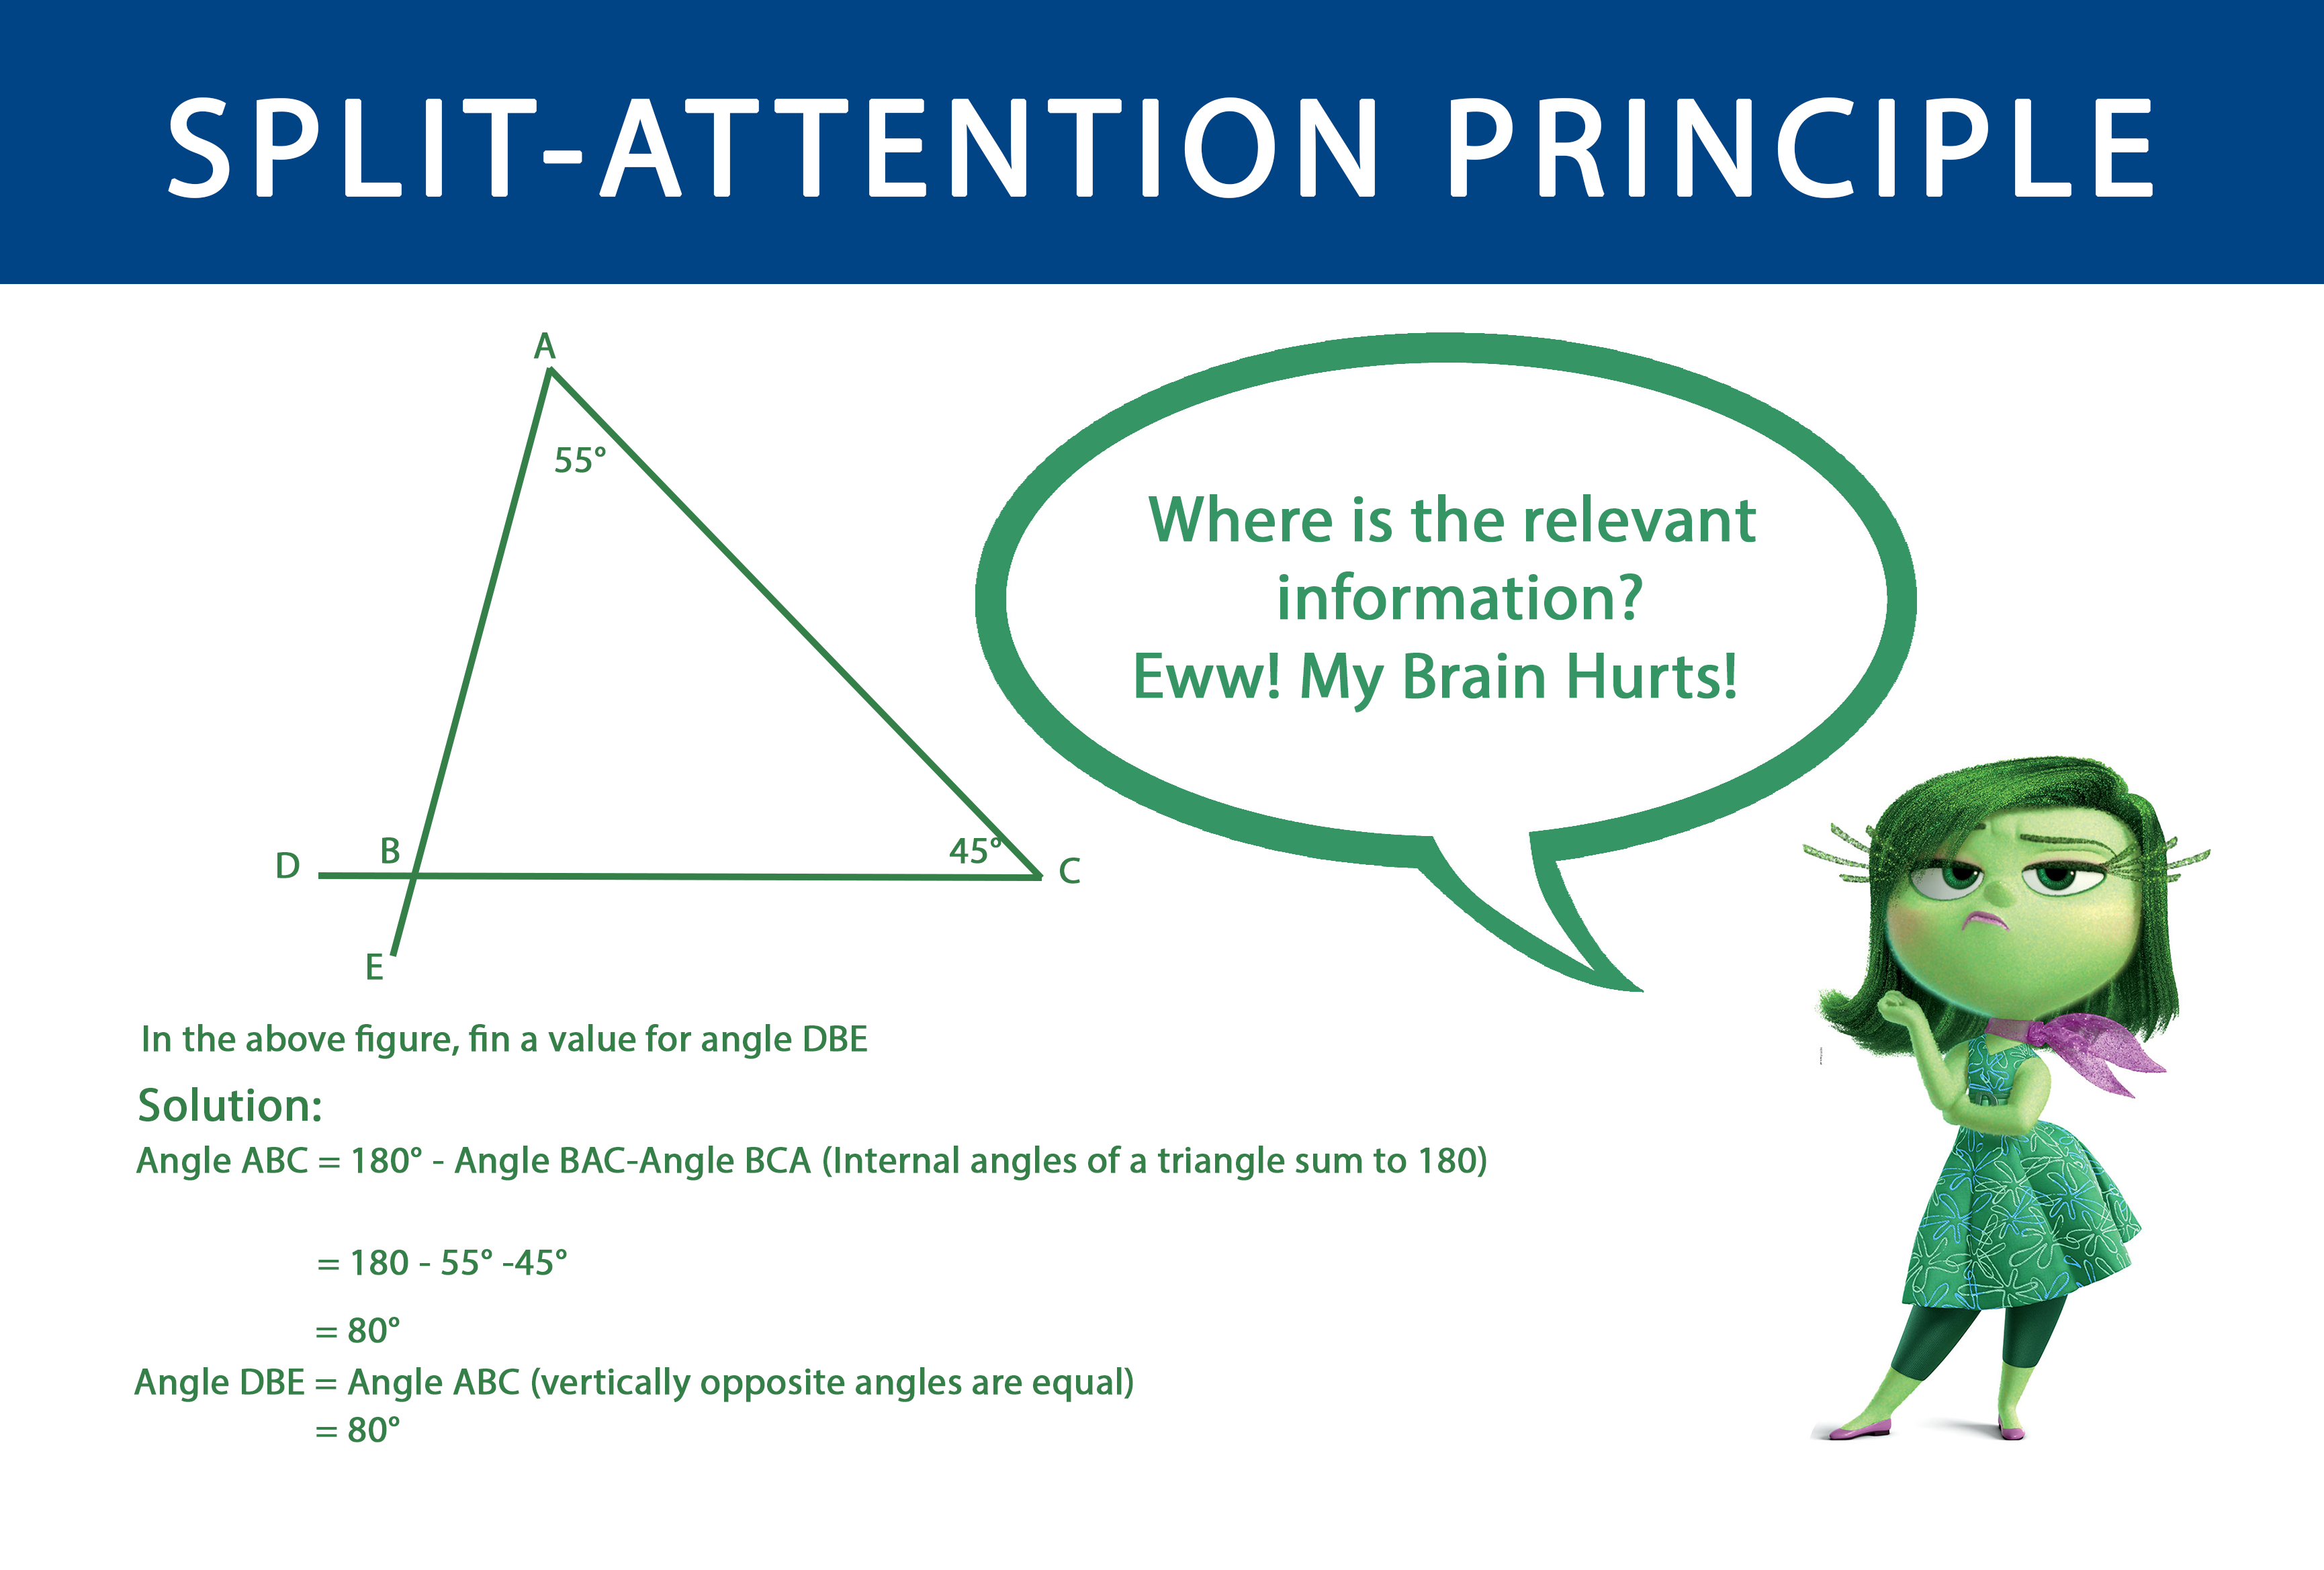 SPLIT-ATTENTION PRINCIPLE
A
55°
Where is the relevant
information?
Eww! My Brain Hurts!
B
45°
D
C
E
In the above figure, fin a value for angle DBE
Solution:
Angle ABC = 180° - Angle BAC-Angle BCA (Internal angles of a triangle sum to 180)
= 180 - 55° -45°
= 80°
Angle DBE = Angle ABC (vertically opposite angles are equal)
= 80°